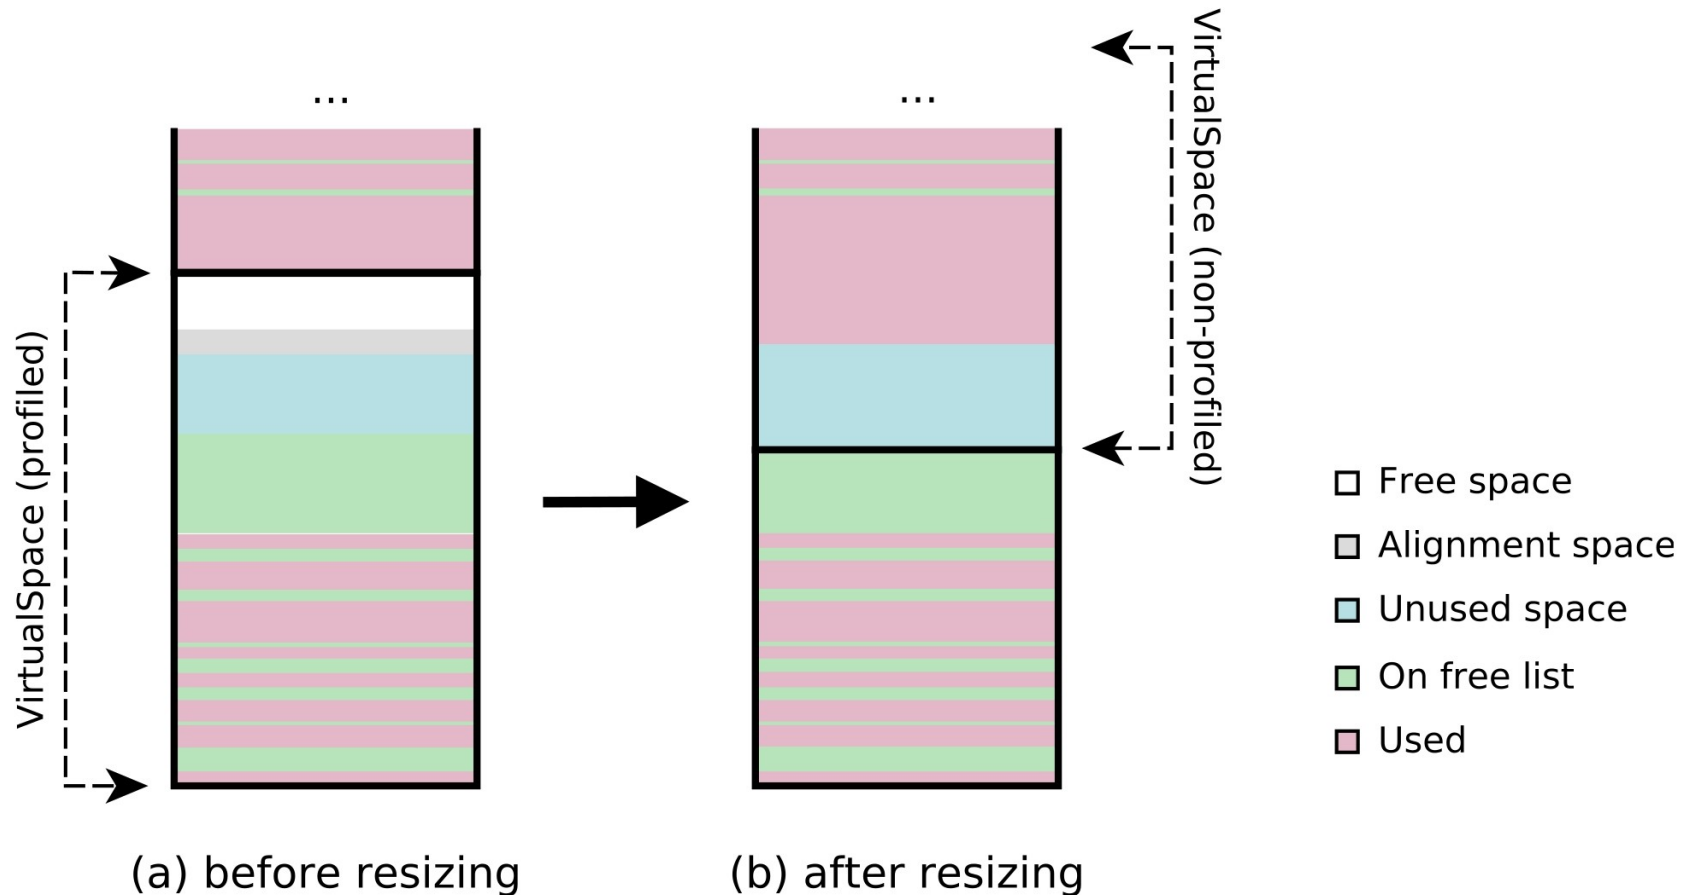 ...
...
VirtualSpace (profiled)
VirtualSpace (non-profiled)
Free space
Alignment space
Unused space
On free list
Used
(a) before resizing
(b) after resizing